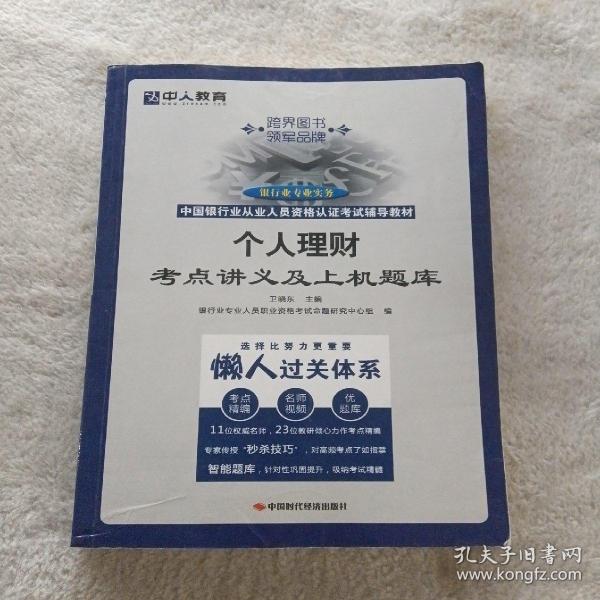 中人教育
跨界图书
领军品牌
银行业专业实务
中国银行业从业人员资格认证考试辅导教材
个人理财
考点讲义及上机题库
卫晓东 主编
银行业专业人员职业资格考试命题研究中心组 编
选择比努力更重要
懒人过关体系
考点精编
名师视频
优题库
11位权威名师，23位教研倾心力作考点精编
专家传授“秒杀技巧”，对高频考点了如指掌
智能题库，针对性巩固提升，吸纳考试精髓
中国时代经济出版社
孔夫子旧书网
www.kongfz.com